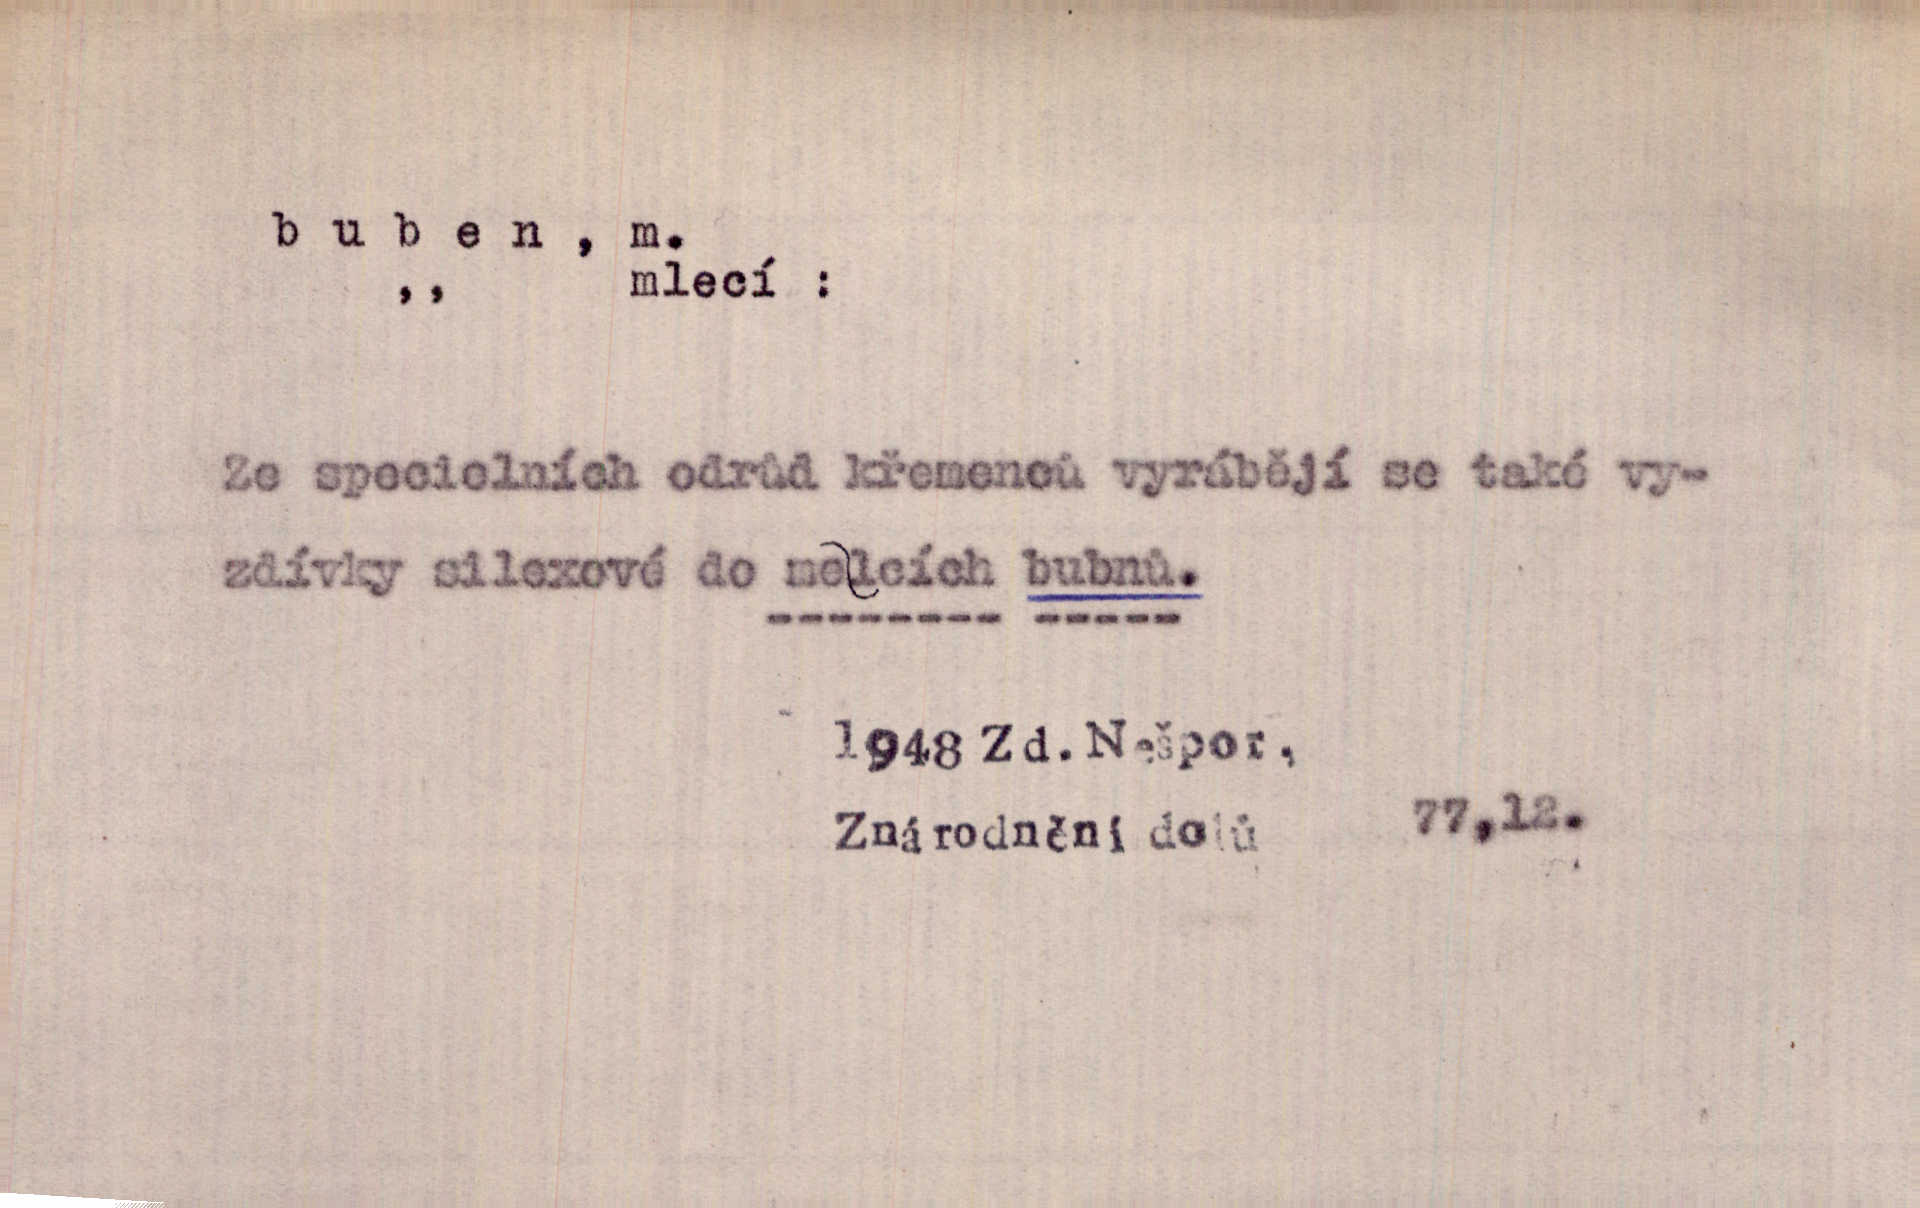 b u b e n , m.
,, mlecí :
Ze specielních odrůd křemenců vyrábějí se také vy-
zdívky silexové do melcích bubnů.
--------- -----
1948 Zd. Nešpor,
Znárodnění dolů 77,12.